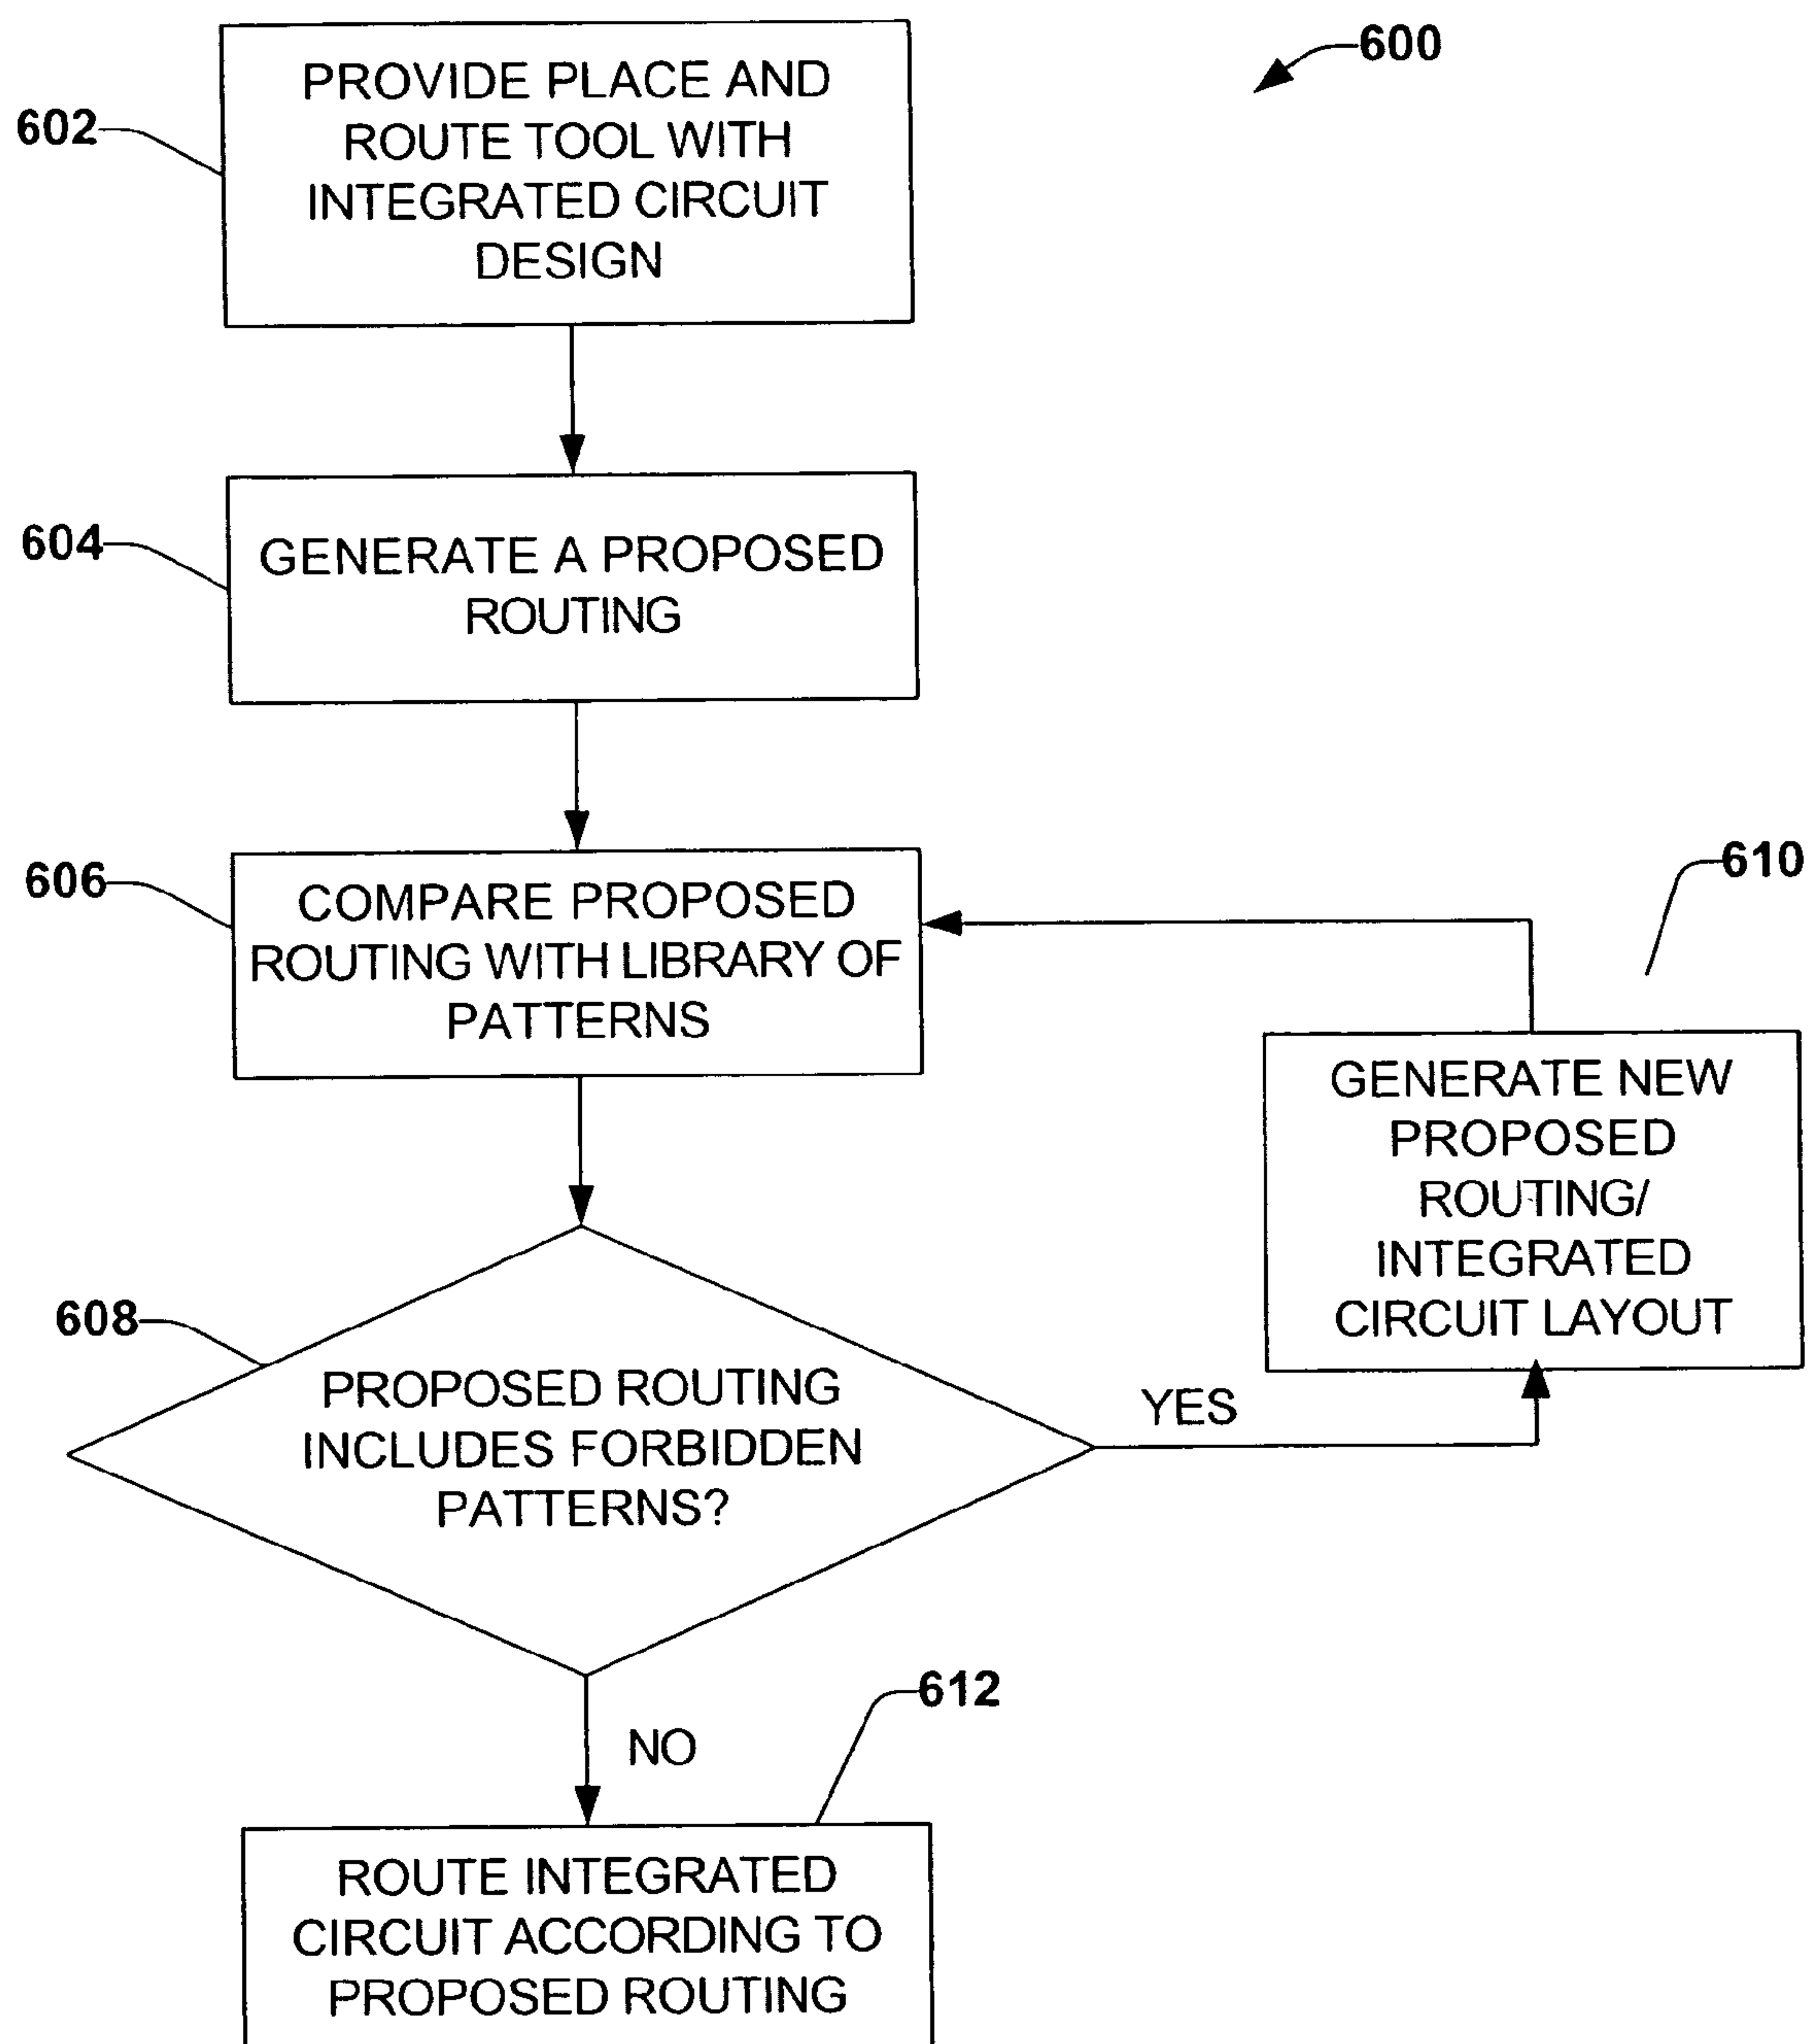 600
602
PROVIDE PLACE AND
ROUTE TOOL WITH
INTEGRATED CIRCUIT
DESIGN
604
GENERATE A PROPOSED
ROUTING
606
COMPARE PROPOSED
ROUTING WITH LIBRARY OF
PATTERNS
610
GENERATE NEW
PROPOSED
ROUTING/
INTEGRATED
CIRCUIT LAYOUT
608
PROPOSED ROUTING
INCLUDES FORBIDDEN
PATTERNS?
YES
NO
612
ROUTE INTEGRATED
CIRCUIT ACCORDING TO
PROPOSED ROUTING